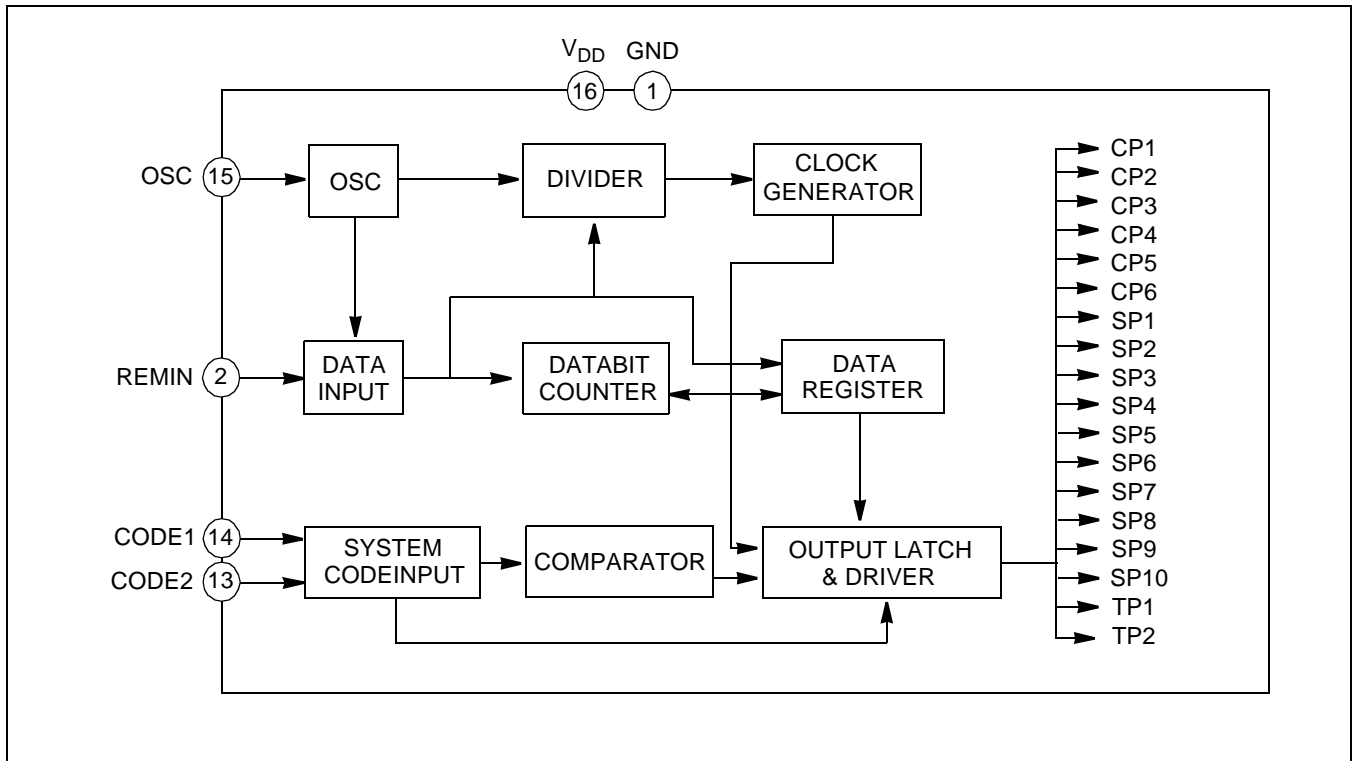 VDD GND
16 1
OSC 15
OSC
DIVIDER
CLOCK
GENERATOR
REMIN 2
DATA
INPUT
DATABIT
COUNTER
DATA
REGISTER
CODE1 14
CODE2 13
SYSTEM
CODEINPUT
COMPARATOR
OUTPUT LATCH
& DRIVER
CP1
CP2
CP3
CP4
CP5
CP6
SP1
SP2
SP3
SP4
SP5
SP6
SP7
SP8
SP9
SP10
TP1
TP2